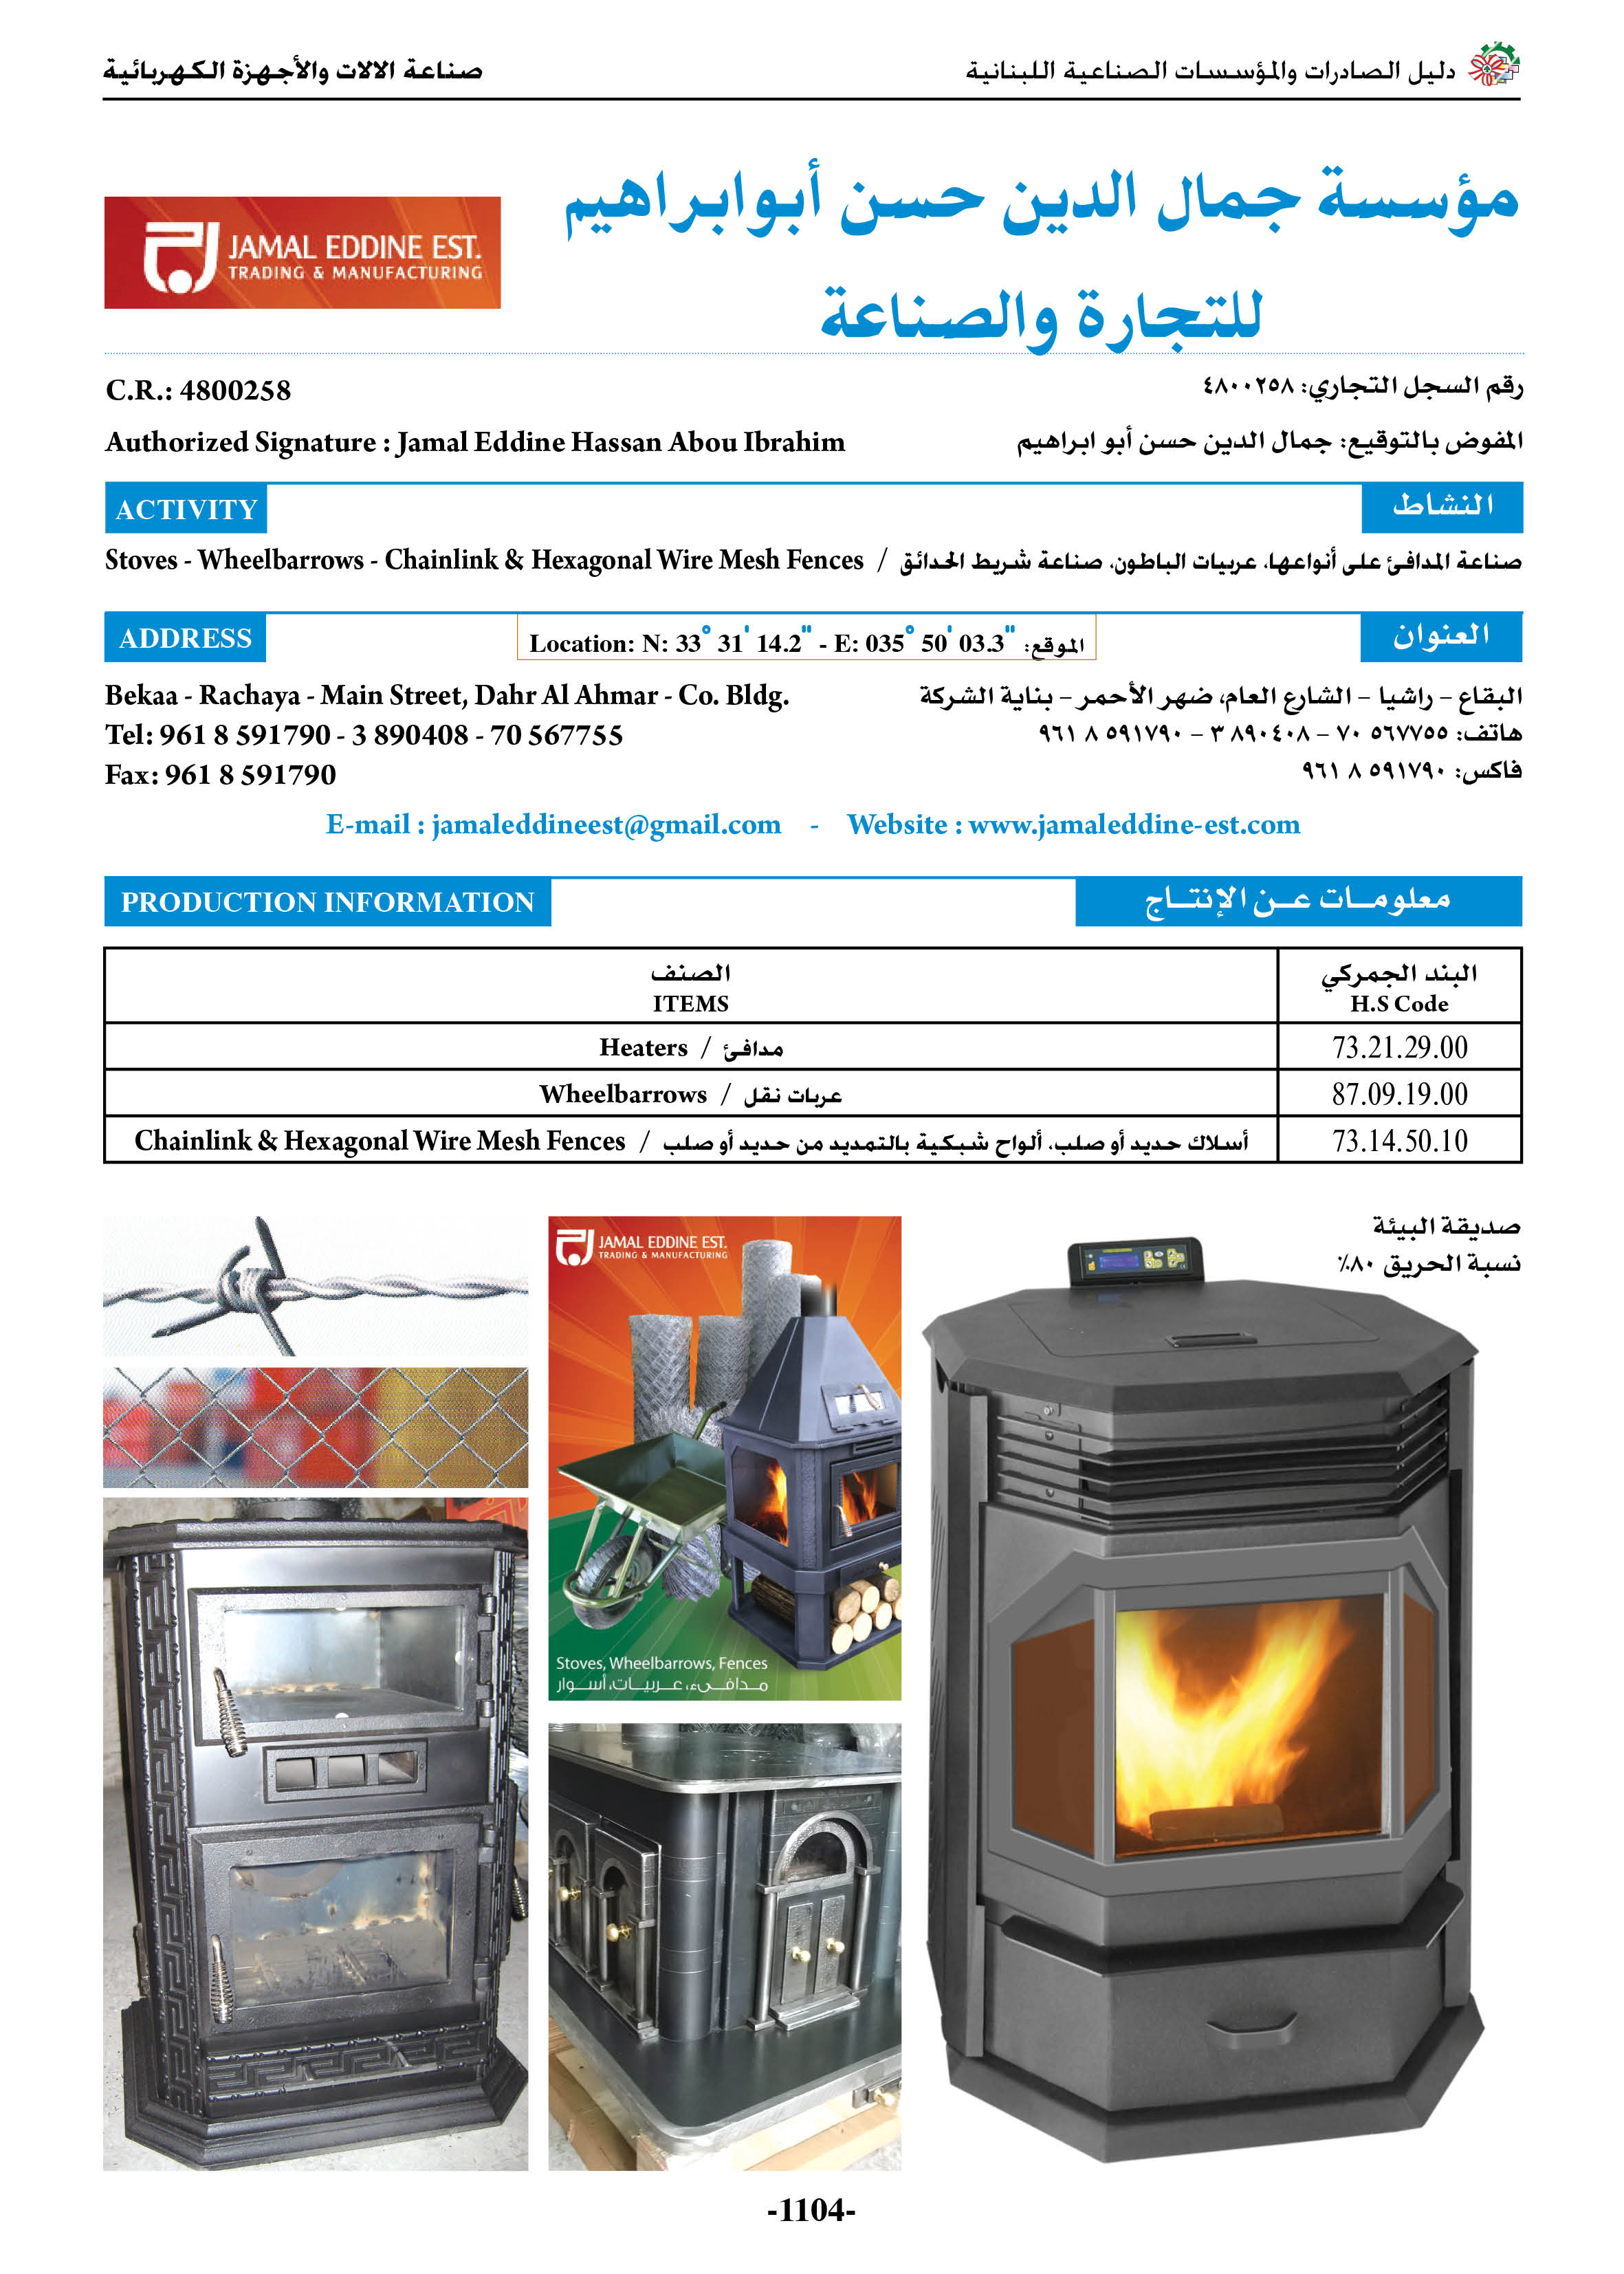 دليل الصادرات والمؤسسات الصناعية اللبنانية
صناعة الالات والأجهزة الكهربائية
مؤسسة جمال الدين حسن أبوابراهيم
للتجارة والصناعة
JAMAL EDDINE EST.
TRADING & MANUFACTURING
C.R.: 4800258
رقم السجل التجاري: ٤٨٠٠٢٥٨
Authorized Signature : Jamal Eddine Hassan Abou Ibrahim
المفوض بالتوقيع: جمال الدين حسن أبو ابراهيم
ACTIVITY
النشاط
Stoves - Wheelbarrows - Chainlink & Hexagonal Wire Mesh Fences / صناعة المدافئ على أنواعها، عربيات الباطون، صناعة شريط الحدائق
ADDRESS
Location: N: 33° 31' 14.2" - E: 035° 50' 03.3" :الموقع
العنوان
Bekaa - Rachaya - Main Street, Dahr Al Ahmar - Co. Bldg.
البقاع – راشيا – الشارع العام، ضهر الأحمر – بناية الشركة
Tel: 961 8 591790 - 3 890408 - 70 567755
هاتف: ٥٦٧٧٥٥ ٧٠ – ٨٩٠٤٠٨ ٣ – ٥٩١٧٩٠ ٨ ٩٦١
Fax: 961 8 591790
فاكس: ٥٩١٧٩٠ ٨ ٩٦١
E-mail : jamaleddineest@gmail.com - Website : www.jamaleddine-est.com
PRODUCTION INFORMATION
معلومات عن الإنتاج
الصنف
ITEMS
البند الجمركي
H.S Code
Heaters / مدافئ
73.21.29.00
Wheelbarrows / عربات نقل
87.09.19.00
Chainlink & Hexagonal Wire Mesh Fences / أسلاك حديد أو صلب، ألواح شبكية بالتمديد من حديد أو صلب
73.14.50.10
صديقة البيئة
نسبة الحريق ٨٠٪
JAMAL EDDINE EST.
TRADING & MANUFACTURING
Stoves, Wheelbarrows, Fences
مدافىء، عربيات، أسوار
-1104-